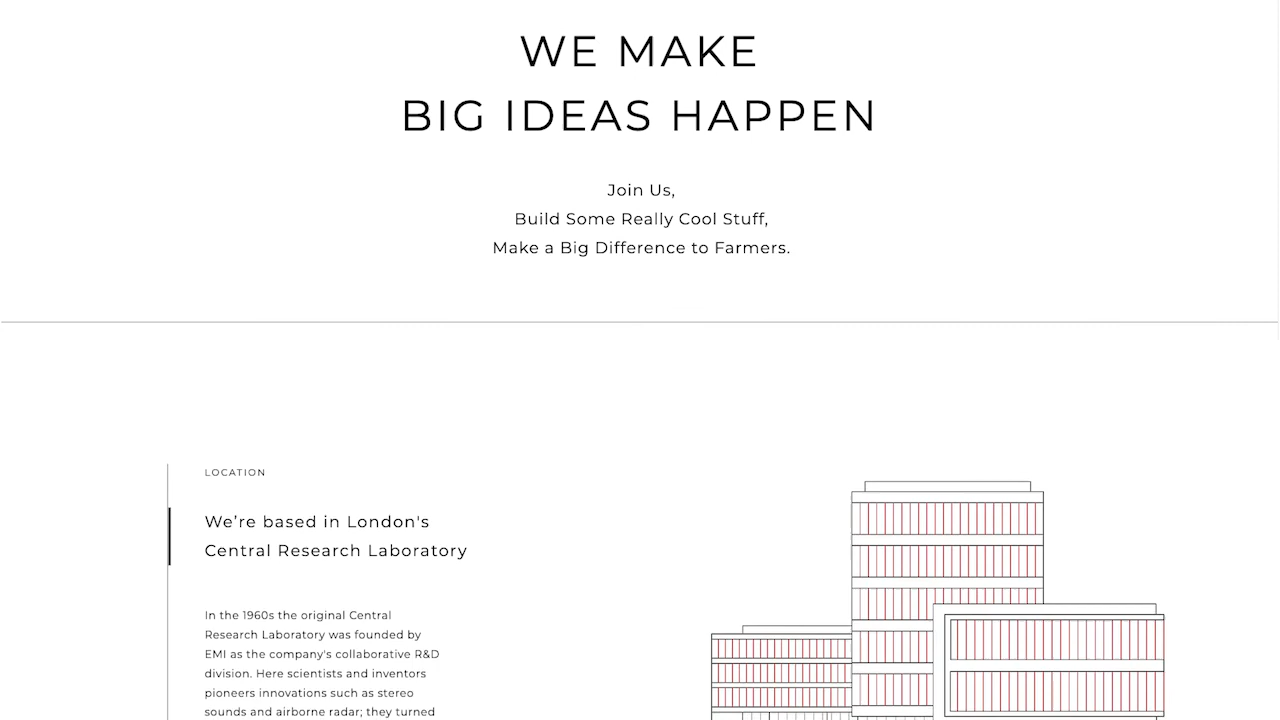 WE MAKE
BIG IDEAS HAPPEN
Join Us,
Build Some Really Cool Stuff,
Make a Big Difference to Farmers.
LOCATION
We’re based in London's
Central Research Laboratory
In the 1960s the original Central
Research Laboratory was founded by
EMI as the company's collaborative R&D
division. Here scientists and inventors
pioneers innovations such as stereo
sounds and airborne radar; they turned